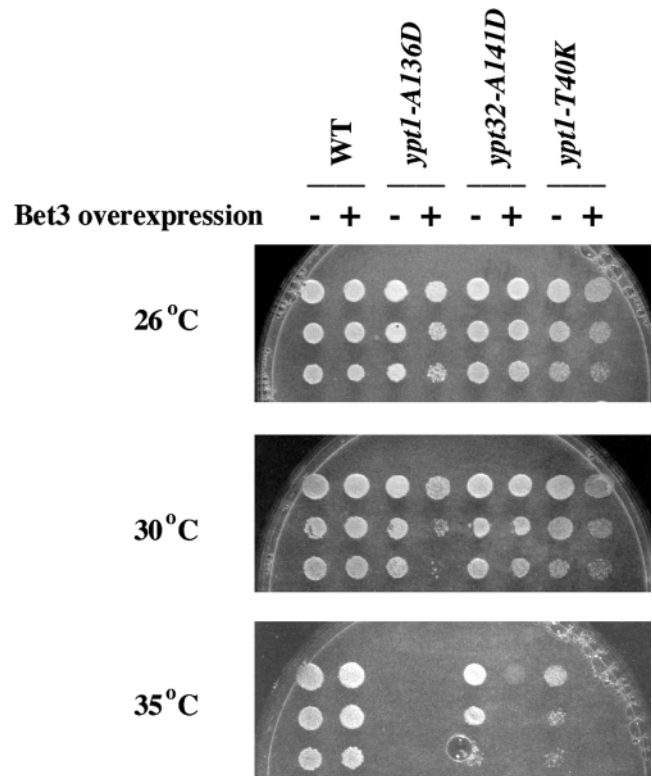 WT ypt1-A136D ypt32-A141D ypt1-T40K
Bet3 overexpression - + - + - + - +
26 °C
30 °C
35 °C